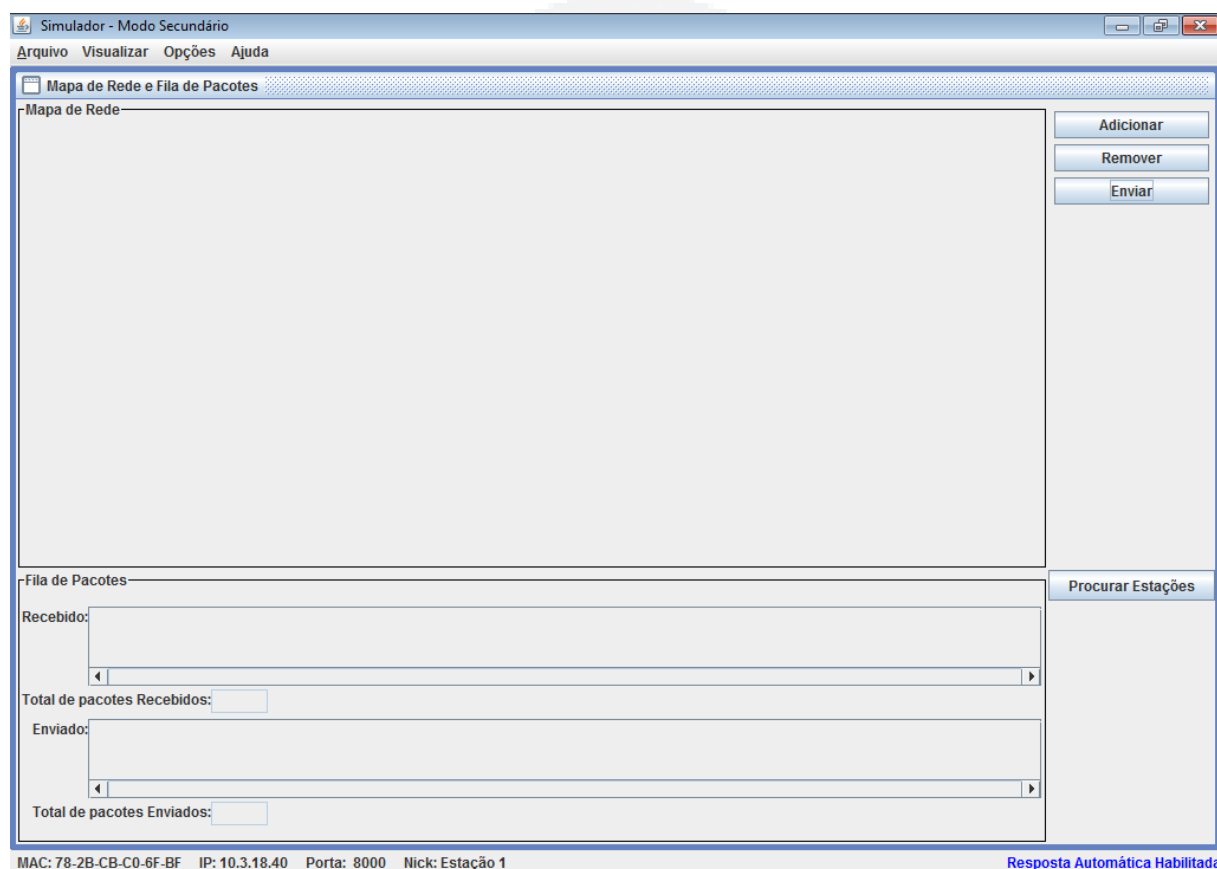 Simulador - Modo Secundário
Arquivo Visualizar Opções Ajuda
Mapa de Rede e Fila de Pacotes
Mapa de Rede
Adicionar
Remover
Enviar
Fila de Pacotes
Procurar Estações
Recebido:
Total de pacotes Recebidos:
Enviado:
Total de pacotes Enviados:
MAC: 78-2B-CB-C0-6F-BF IP: 10.3.18.40 Porta: 8000 Nick: Estação 1 Resposta Automática Habilitada